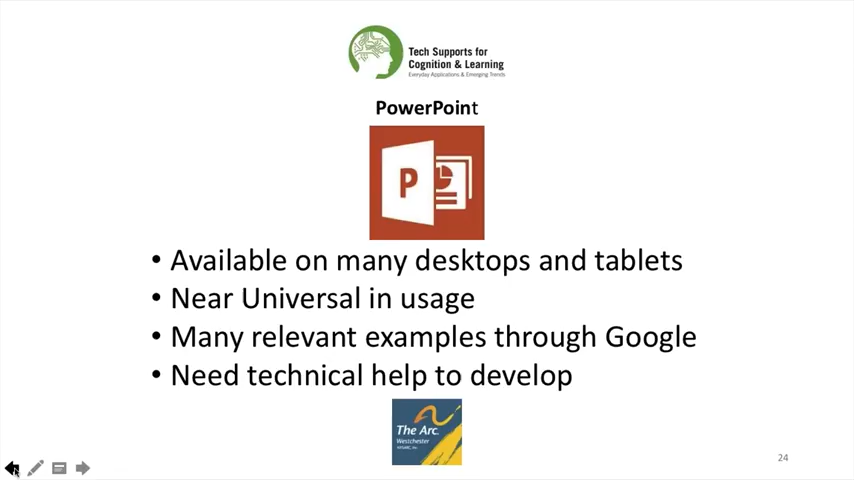 Tech Supports for
Cognition & Learning
Everyday Applications & Emerging Trends
PowerPoint
P
• Available on many desktops and tablets
• Near Universal in usage
• Many relevant examples through Google
• Need technical help to develop
The Arc.
Westchester
24